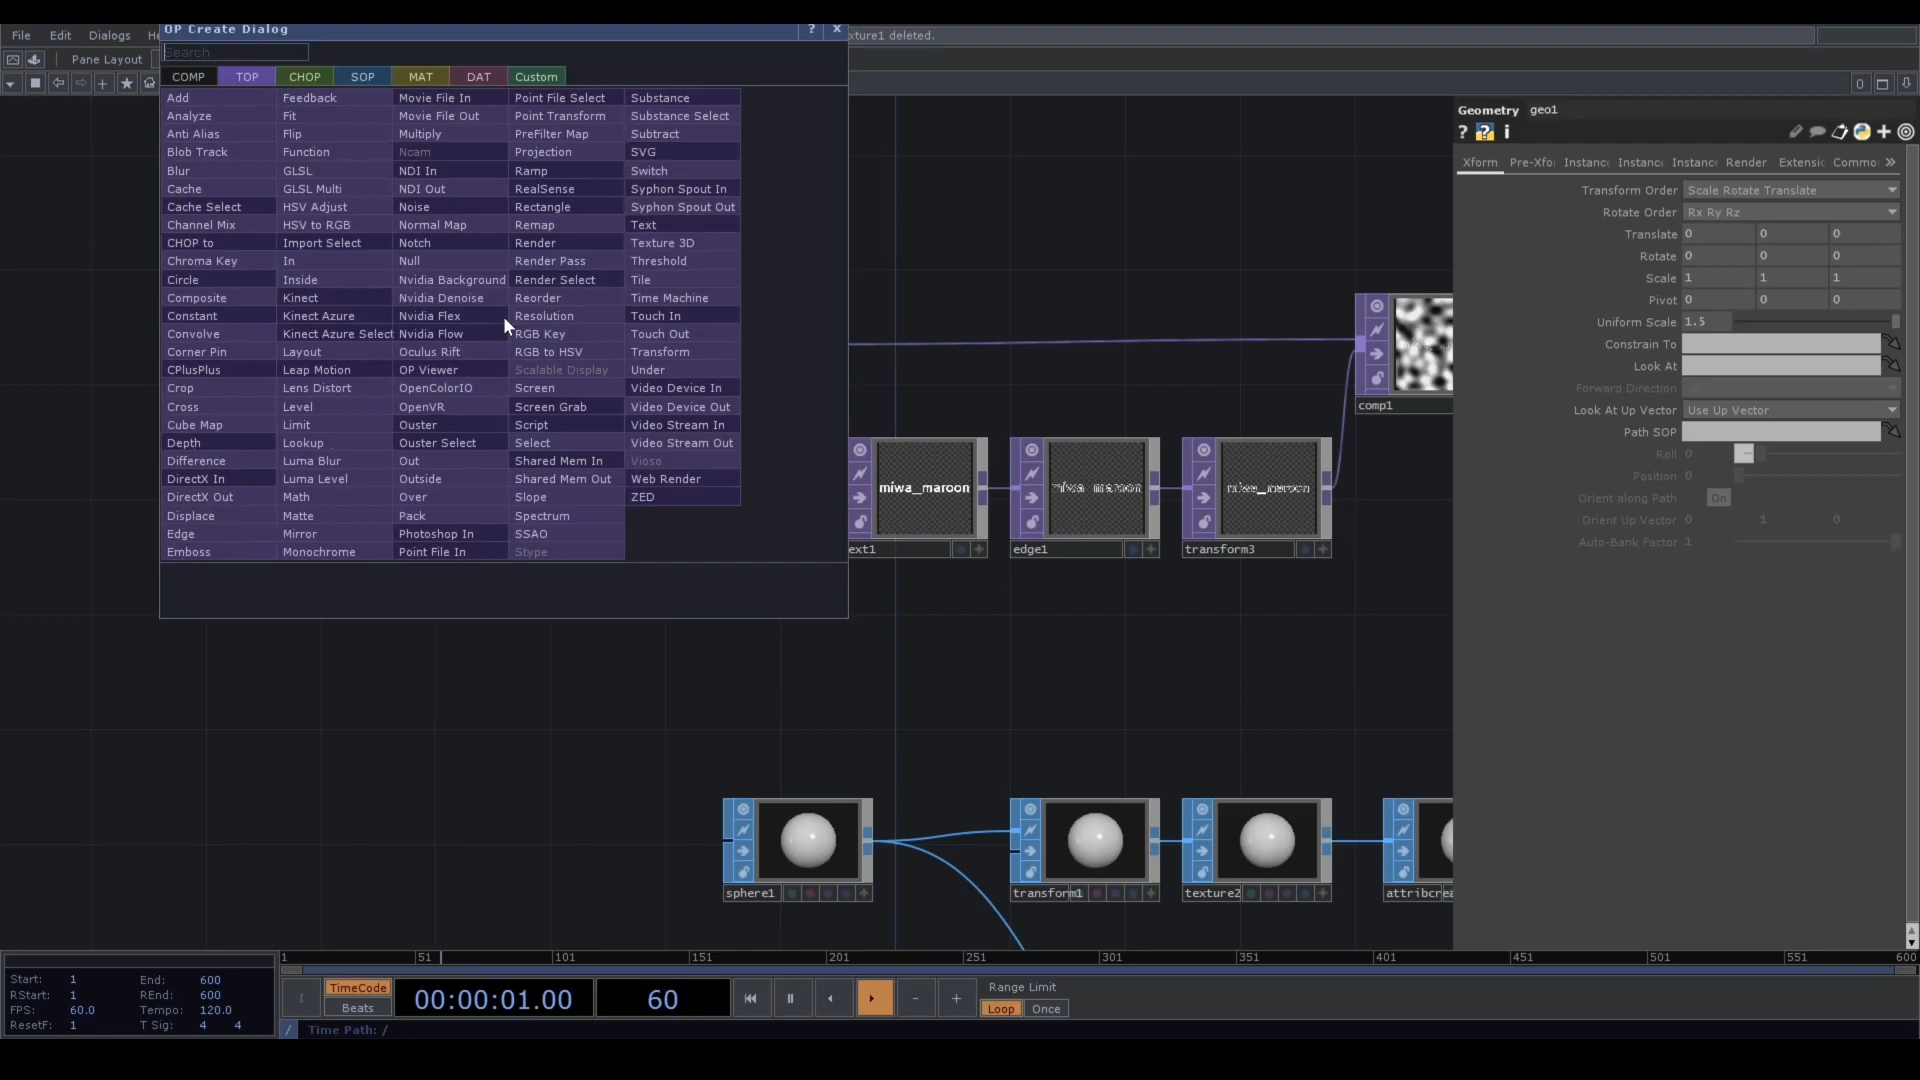 OP Create Dialog ? x
File Edit Dialogs He xture1 deleted.
Search
Pane Layout
COMP TOP CHOP SOP MAT DAT Custom
0
Add Feedback Movie File In Point File Select Substance
Analyze Fit Movie File Out Point Transform Substance Select
Anti Alias Flip Multiply PreFilter Map Subtract
Blob Track Function Ncam Projection SVG
Blur GLSL NDI In Ramp Switch
Cache GLSL Multi NDI Out RealSense Syphon Spout In
Cache Select HSV Adjust Noise Rectangle Syphon Spout Out
Channel Mix HSV to RGB Normal Map Remap Text
CHOP to Import Select Notch Render Texture 3D
Chroma Key In Null Render Pass Threshold
Circle Inside Nvidia Background Render Select Tile
Composite Kinect Nvidia Denoise Reorder Time Machine
Constant Kinect Azure Nvidia Flex Resolution Touch In
Convolve Kinect Azure Select Nvidia Flow RGB Key Touch Out
Corner Pin Layout Oculus Rift RGB to HSV Transform
CPlusPlus Leap Motion OP Viewer Scalable Display Under
Crop Lens Distort OpenColorIO Screen Video Device In
Cross Level OpenVR Screen Grab Video Device Out
Cube Map Limit Ouster Script Video Stream In
Depth Lookup Ouster Select Select Video Stream Out
Difference Luma Blur Out Shared Mem In Vioso
DirectX In Luma Level Outside Shared Mem Out Web Render
DirectX Out Math Over Slope ZED
Displace Matte Pack Spectrum
Edge Mirror Photoshop In SSAO
Emboss Monochrome Point File In Stype
Geometry geo1
? ? i
Xform Pre-Xfo Instanc Instanc Instanc Render Extensi Commo »
Transform Order Scale Rotate Translate
Rotate Order Rx Ry Rz
Translate 0 0 0
Rotate 0 0 0
Scale 1 1 1
Pivot 0 0 0
Uniform Scale 1.5
Constrain To
Look At
Forward Direction
Look At Up Vector Use Up Vector
Path SOP
Roll 0
Position 0
Orient along Path On
Orient Up Vector 0 1 0
Auto-Bank Factor 1
comp1
miwa_maroon miwa maroon miwa_maroon
ext1 edge1 transform3
sphere1 transform1 texture2 attribcrea
1 51 101 151 201 251 301 351 401 451 501 551 600
Start: 1 End: 600
RStart: 1 REnd: 600
FPS: 60.0 Tempo: 120.0
ResetF: 1 T Sig: 4 4
I TimeCode Beats 00:00:01.00 60 - +
Range Limit
Loop Once
/ Time Path: /